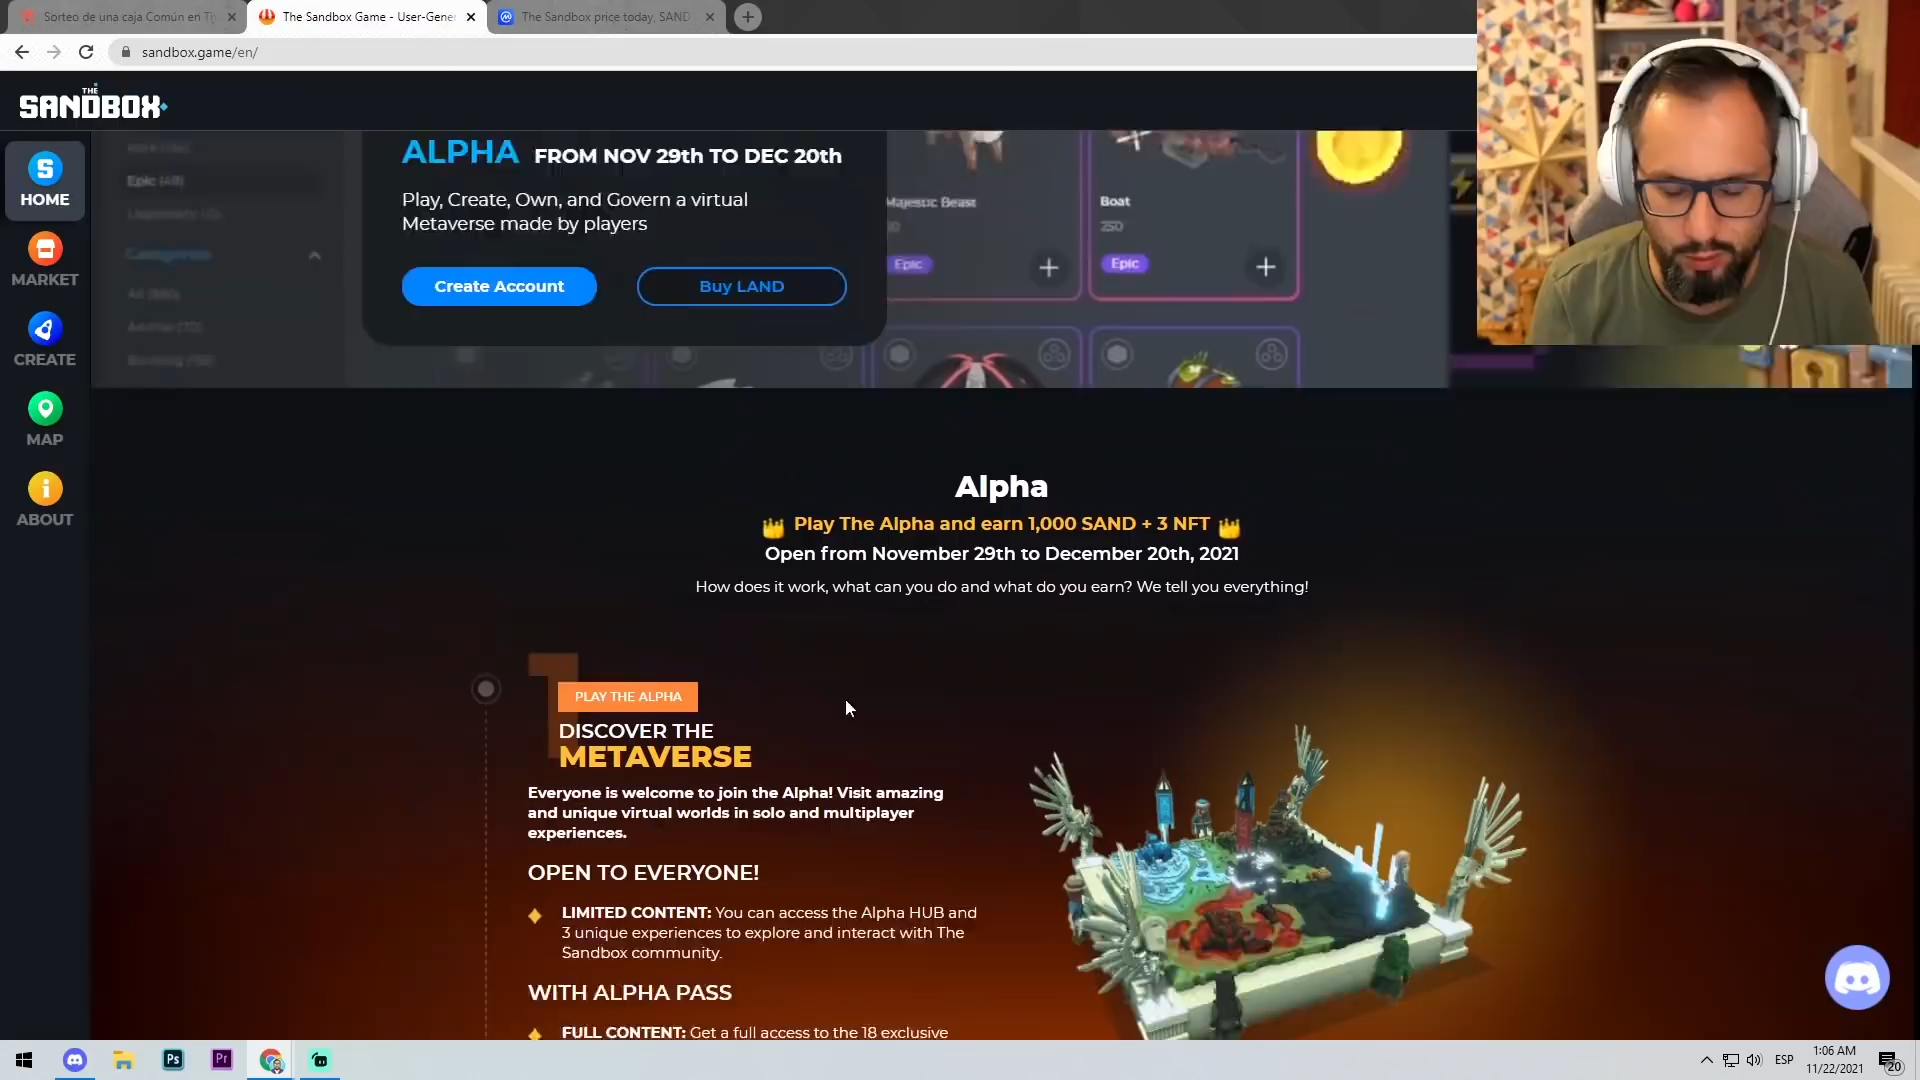 Sorteo de una caja Común en Ti
The Sandbox Game - User-Gene
The Sandbox price today, SAND
sandbox.game/en/
THE
SANDBOX
HOME
MARKET
CREATE
MAP
ABOUT
Epic (48)
Categories
ALPHA FROM NOV 29th TO DEC 20th
Play, Create, Own, and Govern a virtual
Metaverse made by players
Create Account
Buy LAND
Majestic Beast
Epic
Boat
250
Epic
Alpha
Play The Alpha and earn 1,000 SAND + 3 NFT
Open from November 29th to December 20th, 2021
How does it work, what can you do and what do you earn? We tell you everything!
1
PLAY THE ALPHA
DISCOVER THE
METAVERSE
Everyone is welcome to join the Alpha! Visit amazing
and unique virtual worlds in solo and multiplayer
experiences.
OPEN TO EVERYONE!
LIMITED CONTENT: You can access the Alpha HUB and
3 unique experiences to explore and interact with The
Sandbox community.
WITH ALPHA PASS
FULL CONTENT: Get a full access to the 18 exclusive
Ps
Pr
ESP
1:06 AM
11/22/2021
20